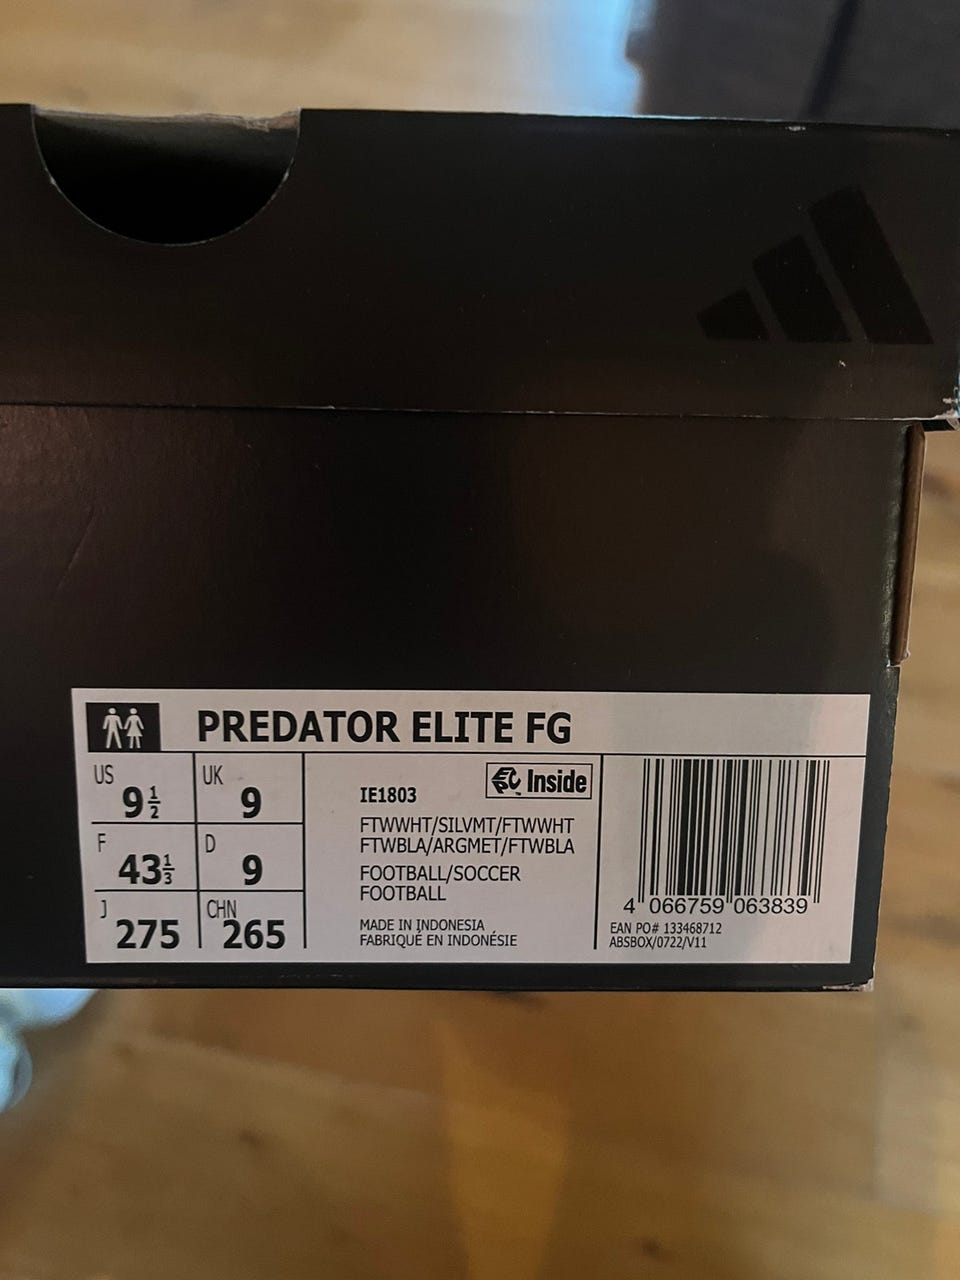 PREDATOR ELITE FG
US 9 1/2
UK 9
F 43 1/3
D 9
J 275
CHN 265
IE1803
Inside
FTWWHT/SILVMT/FTWWHT
FTWBLA/ARGMET/FTWBLA
FOOTBALL/SOCCER
FOOTBALL
MADE IN INDONESIA
FABRIQUÉ EN INDONÉSIE
4 066759 063839
EAN PO# 133468712
ABSBOX/0722/V11